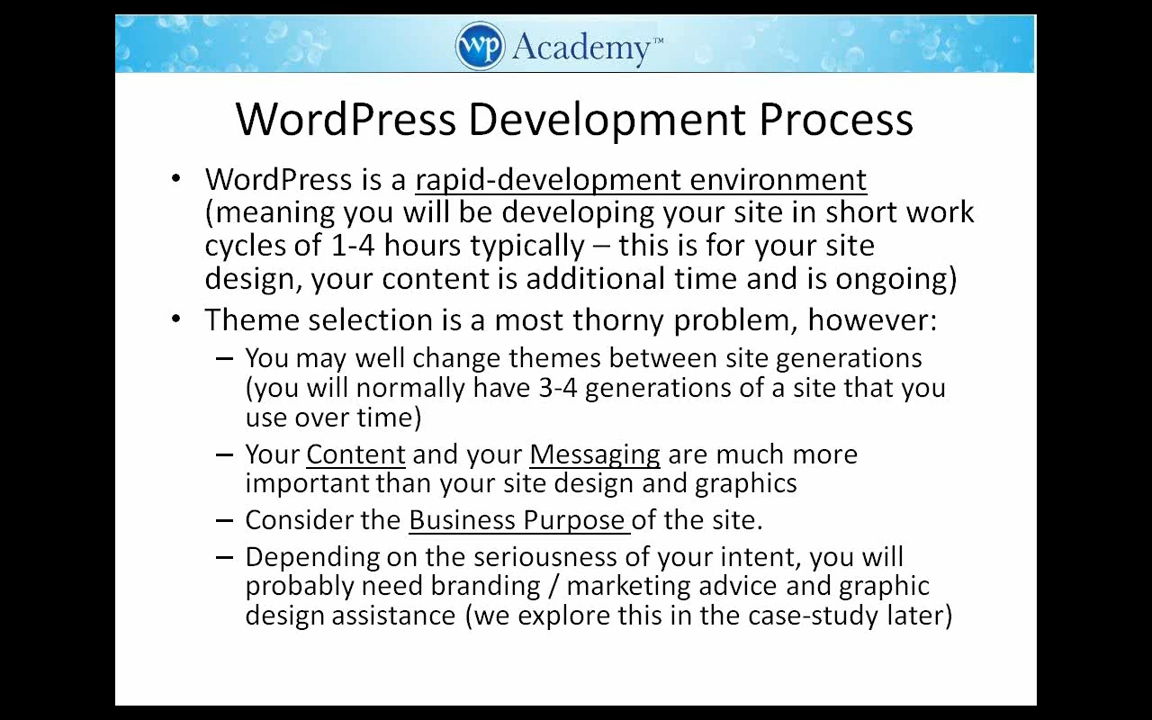 wp Academy™
WordPress Development Process
• WordPress is a rapid-development environment
(meaning you will be developing your site in short work
cycles of 1-4 hours typically – this is for your site
design, your content is additional time and is ongoing)
• Theme selection is a most thorny problem, however:
– You may well change themes between site generations
(you will normally have 3-4 generations of a site that you
use over time)
– Your Content and your Messaging are much more
important than your site design and graphics
– Consider the Business Purpose of the site.
– Depending on the seriousness of your intent, you will
probably need branding / marketing advice and graphic
design assistance (we explore this in the case-study later)